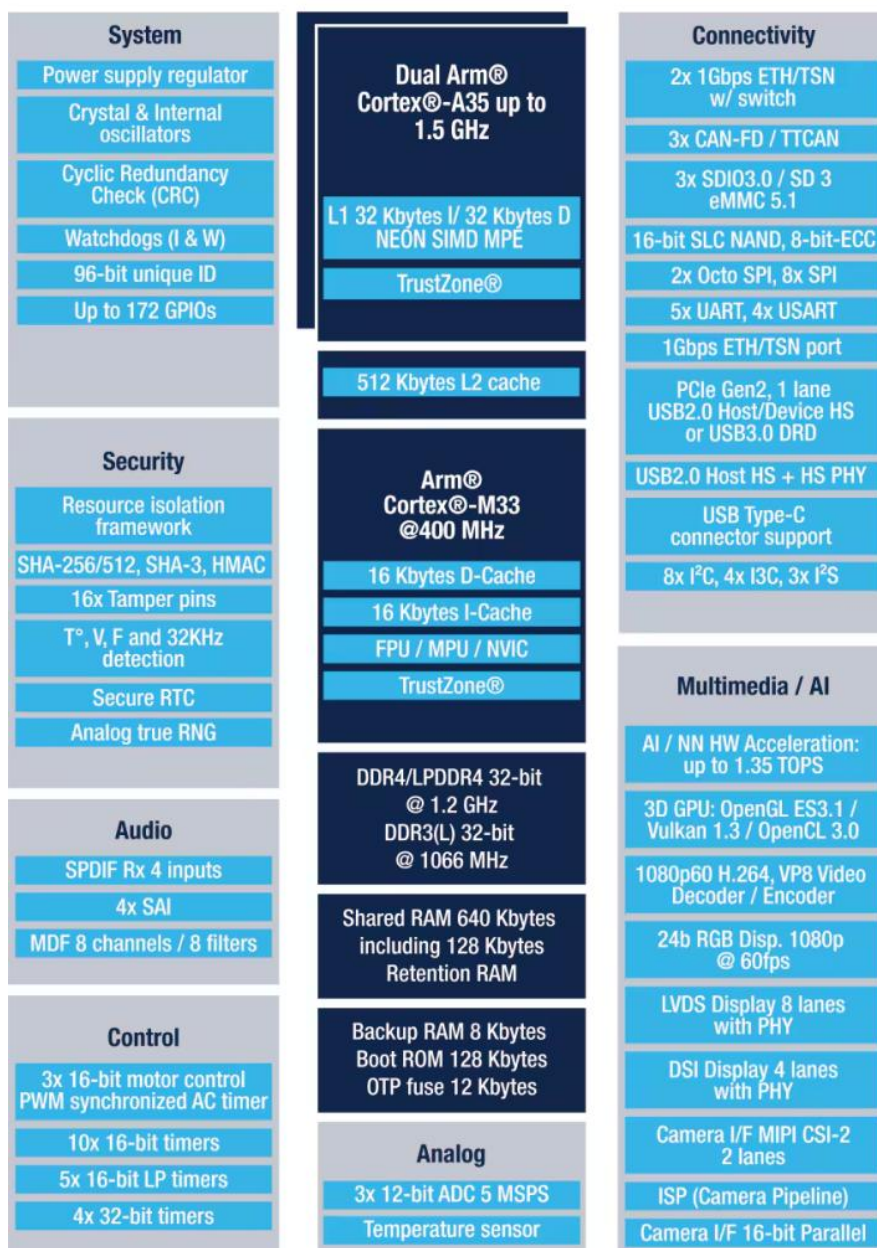 System
Power supply regulator
Crystal & Internal
oscillators
Cyclic Redundancy
Check (CRC)
Watchdogs (I & W)
96-bit unique ID
Up to 172 GPIOs
Security
Resource isolation
framework
SHA-256/512, SHA-3, HMAC
16x Tamper pins
T°, V, F and 32KHz
detection
Secure RTC
Analog true RNG
Audio
SPDIF Rx 4 inputs
4x SAI
MDF 8 channels / 8 filters
Control
3x 16-bit motor control
PWM synchronized AC timer
10x 16-bit timers
5x 16-bit LP timers
4x 32-bit timers
Dual Arm®
Cortex®-A35 up to
1.5 GHz
L1 32 Kbytes I/ 32 Kbytes D
NEON SIMD MPE
TrustZone®
512 Kbytes L2 cache
Arm®
Cortex®-M33
@400 MHz
16 Kbytes D-Cache
16 Kbytes I-Cache
FPU / MPU / NVIC
TrustZone®
DDR4/LPDDR4 32-bit
@ 1.2 GHz
DDR3(L) 32-bit
@ 1066 MHz
Shared RAM 640 Kbytes
including 128 Kbytes
Retention RAM
Backup RAM 8 Kbytes
Boot ROM 128 Kbytes
OTP fuse 12 Kbytes
Analog
3x 12-bit ADC 5 MSPS
Temperature sensor
Connectivity
2x 1Gbps ETH/TSN
w/ switch
3x CAN-FD / TTCAN
3x SDIO3.0 / SD 3
eMMC 5.1
16-bit SLC NAND, 8-bit-ECC
2x Octo SPI, 8x SPI
5x UART, 4x USART
1Gbps ETH/TSN port
PCIe Gen2, 1 lane
USB2.0 Host/Device HS
or USB3.0 DRD
USB2.0 Host HS + HS PHY
USB Type-C
connector support
8x I²C, 4x I3C, 3x I²S
Multimedia / AI
AI / NN HW Acceleration:
up to 1.35 TOPS
3D GPU: OpenGL ES3.1 /
Vulkan 1.3 / OpenCL 3.0
1080p60 H.264, VP8 Video
Decoder / Encoder
24b RGB Disp. 1080p
@ 60fps
LVDS Display 8 lanes
with PHY
DSI Display 4 lanes
with PHY
Camera I/F MIPI CSI-2
2 lanes
ISP (Camera Pipeline)
Camera I/F 16-bit Parallel